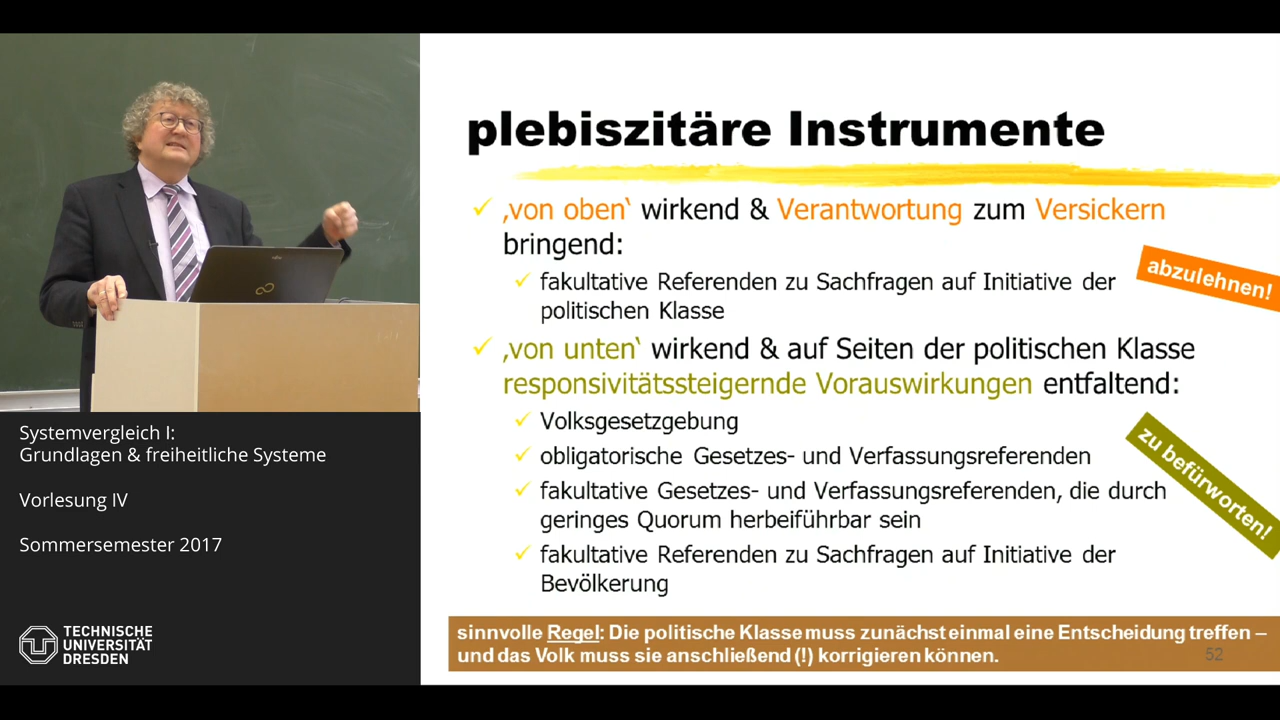 plebiszitäre Instrumente
‚von oben‘ wirkend & Verantwortung zum Versickern
bringend:
fakultative Referenden zu Sachfragen auf Initiative der
politischen Klasse
abzulehnen!
‚von unten‘ wirkend & auf Seiten der politischen Klasse
responsivitätssteigernde Vorauswirkungen entfaltend:
Volksgesetzgebung
obligatorische Gesetzes- und Verfassungsreferenden
fakultative Gesetzes- und Verfassungsreferenden, die durch
geringes Quorum herbeiführbar sein
fakultative Referenden zu Sachfragen auf Initiative der
Bevölkerung
zu befürworten!
sinnvolle Regel: Die politische Klasse muss zunächst einmal eine Entscheidung treffen –
und das Volk muss sie anschließend (!) korrigieren können.
52
Systemvergleich I:
Grundlagen & freiheitliche Systeme
Vorlesung IV
Sommersemester 2017
TECHNISCHE
UNIVERSITÄT
DRESDEN